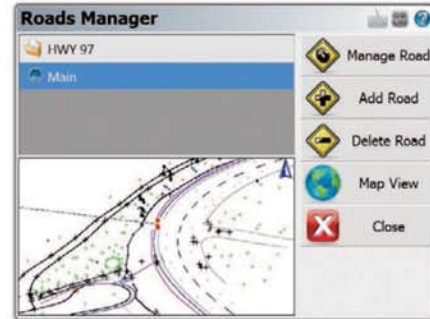 Roads Manager
HWY 97
Main
Manage Road
Add Road
Delete Road
Map View
Close